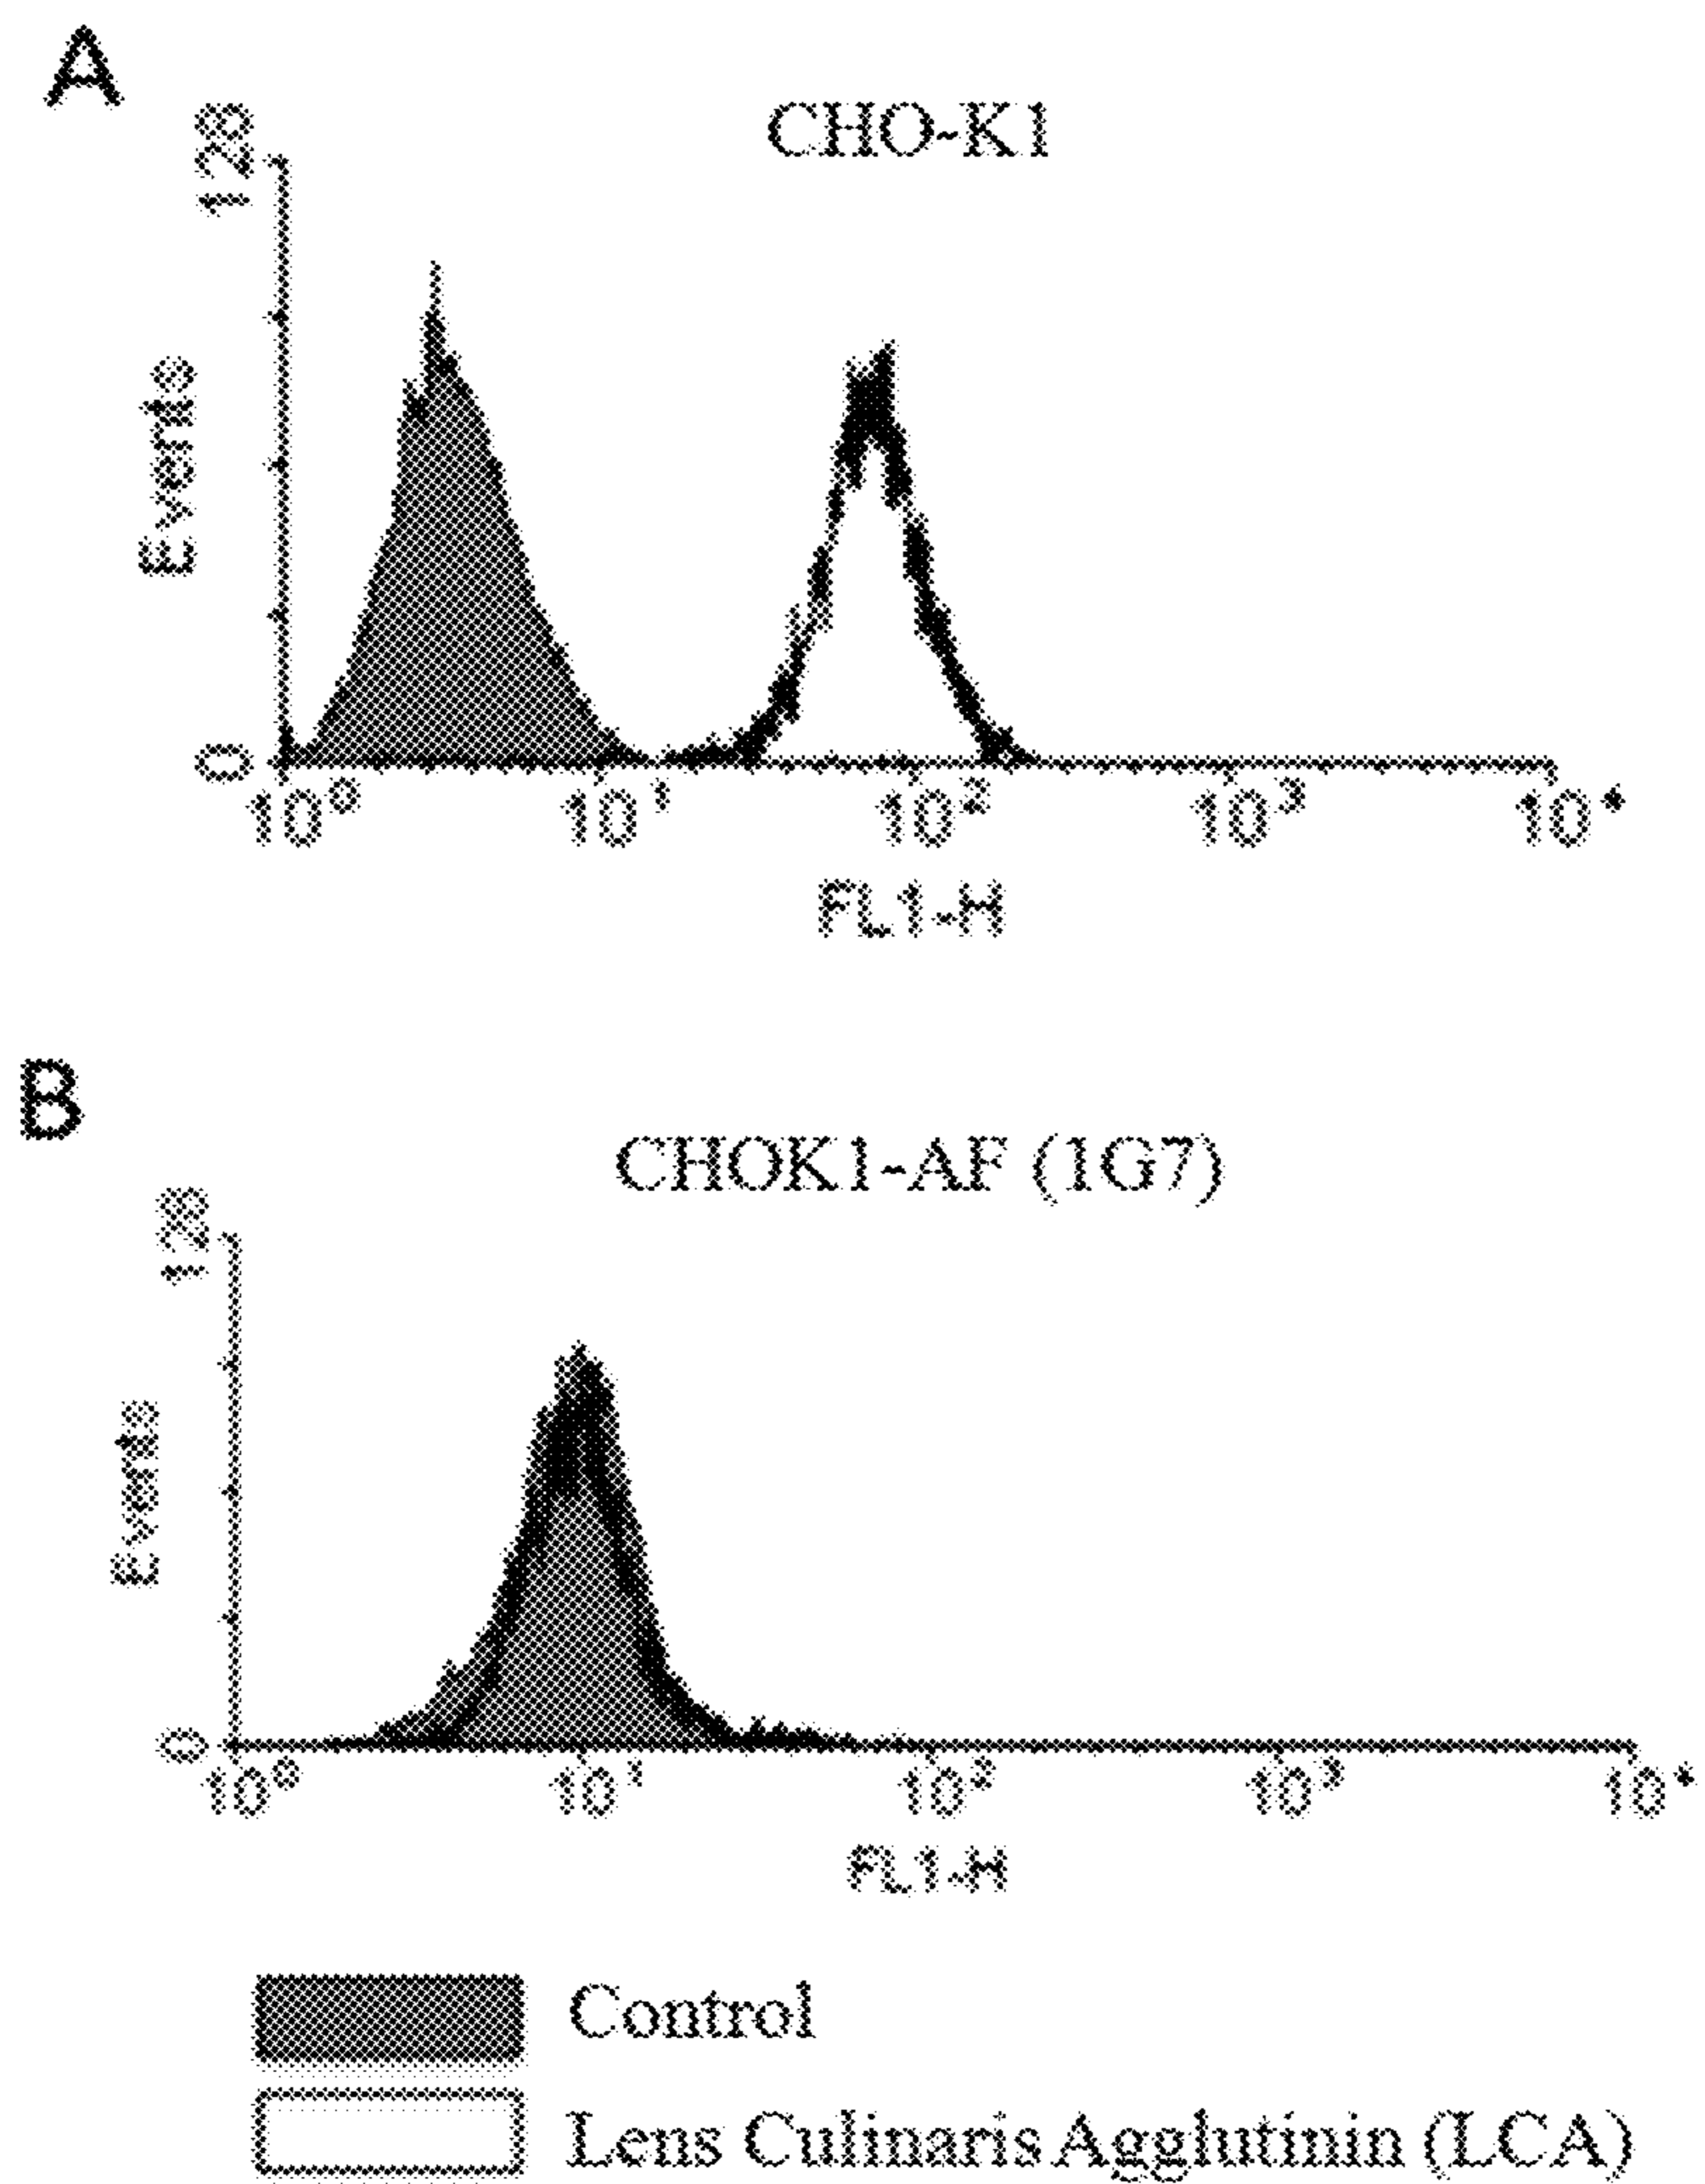 A
CHO-K1
128
Events
0
10⁰ 10¹ 10² 10³ 10⁴
FL1-H
B
CHOK1-AF (1G7)
128
Events
0
10⁰ 10¹ 10² 10³ 10⁴
FL1-H
Control
Lens Culinaris Agglutinin (LCA)